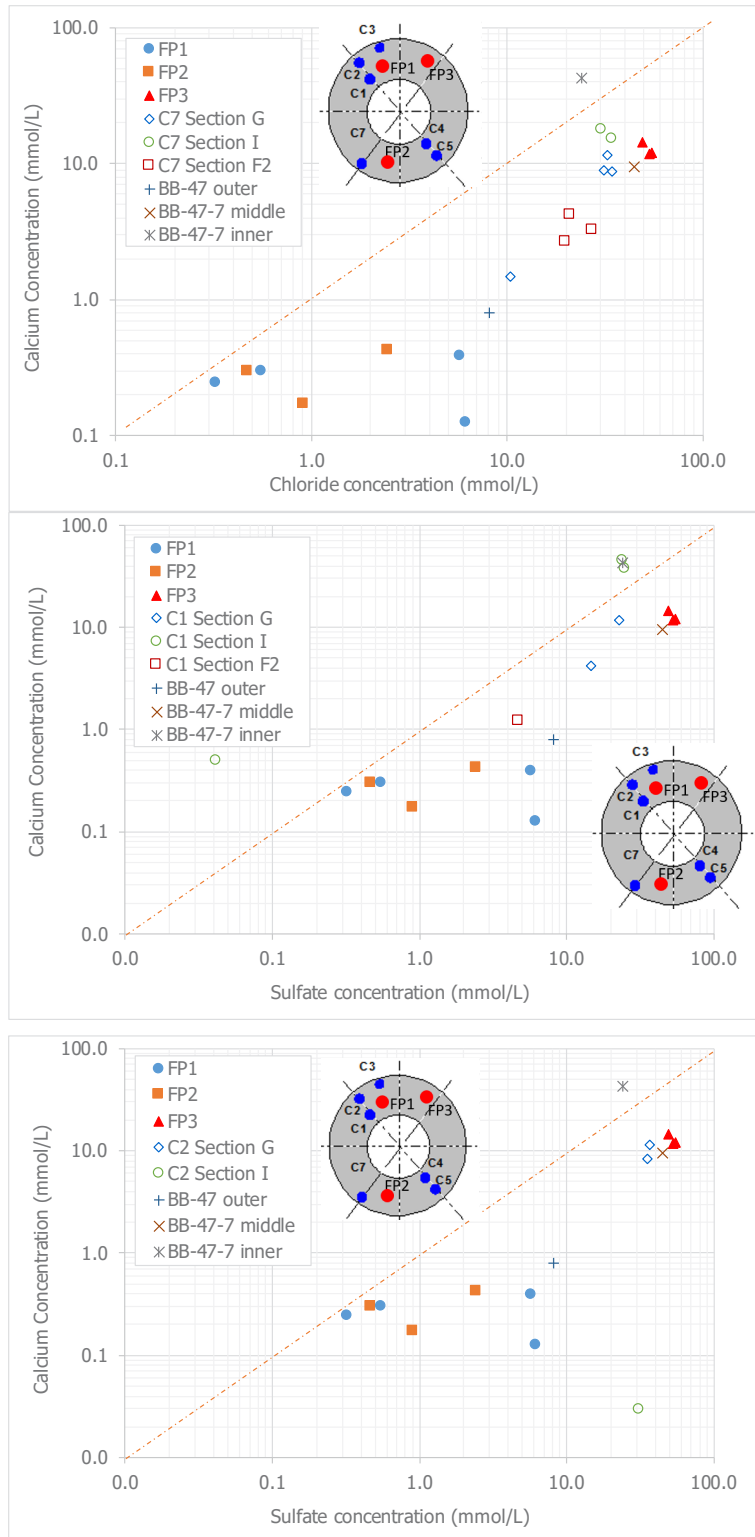 100.0
10.0
1.0
0.1
0.1
1.0
10.0
100.0
Calcium Concentration (mmol/L)
Chloride concentration (mmol/L)
FP1
FP2
FP3
C7 Section G
C7 Section I
C7 Section F2
BB-47 outer
BB-47-7 middle
BB-47-7 inner
C3
C2
C1
FP1
FP3
C7
C4
C5
FP2
100.0
10.0
1.0
0.1
0.0
0.0
0.1
1.0
10.0
100.0
Calcium Concentration (mmol/L)
Sulfate concentration (mmol/L)
FP1
FP2
FP3
C1 Section G
C1 Section I
C1 Section F2
BB-47 outer
BB-47-7 middle
BB-47-7 inner
C3
C2
C1
FP1
FP3
C7
C4
C5
FP2
100.0
10.0
1.0
0.1
0.0
0.0
0.1
1.0
10.0
100.0
Calcium Concentration (mmol/L)
Sulfate concentration (mmol/L)
FP1
FP2
FP3
C2 Section G
C2 Section I
BB-47 outer
BB-47-7 middle
BB-47-7 inner
C3
C2
C1
FP1
FP3
C7
C4
C5
FP2